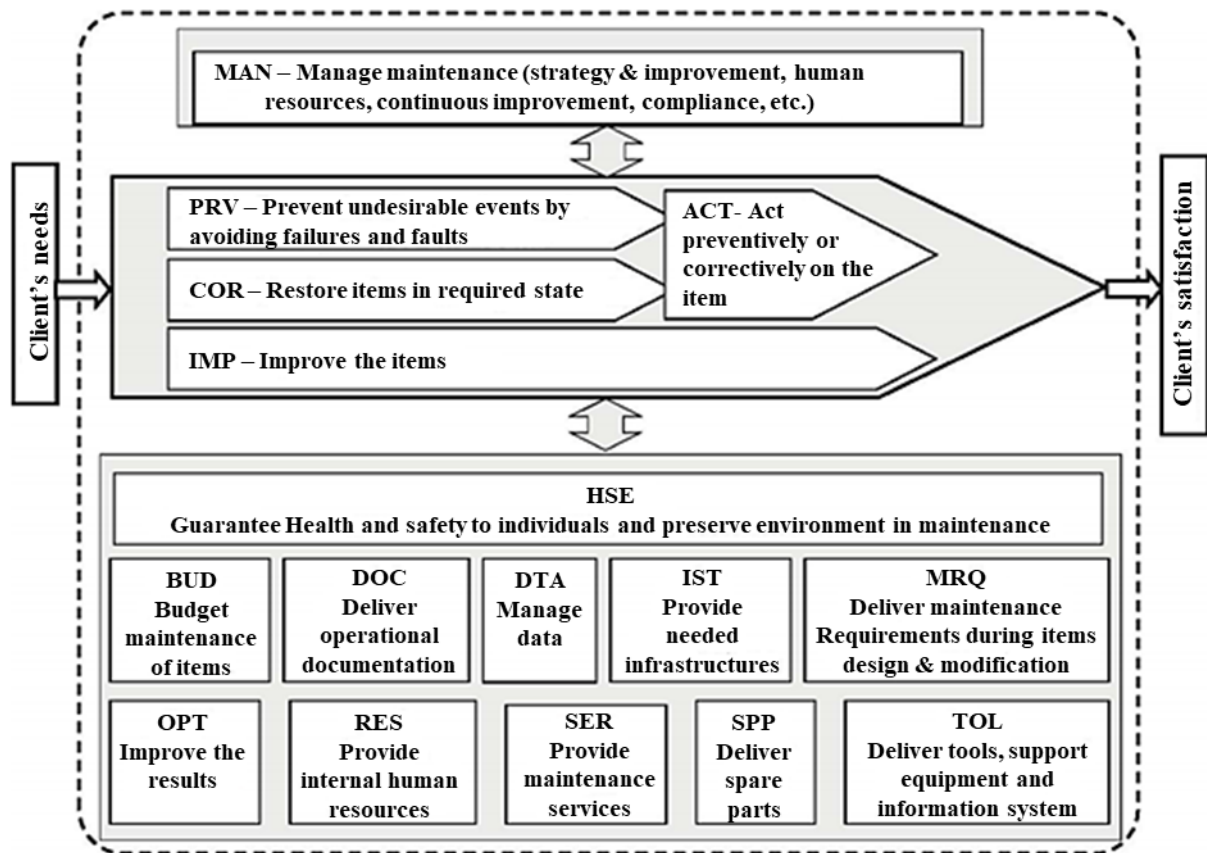 MAN – Manage maintenance (strategy & improvement, human
resources, continuous improvement, compliance, etc.)
Client's needs
PRV – Prevent undesirable events by
avoiding failures and faults
COR – Restore items in required state
IMP – Improve the items
ACT- Act
preventively or
correctively on the
item
Client's satisfaction
HSE
Guarantee Health and safety to individuals and preserve environment in maintenance
BUD
Budget
maintenance
of items
DOC
Deliver
operational
documentation
DTA
Manage
data
IST
Provide
needed
infrastructures
MRQ
Deliver maintenance
Requirements during items
design & modification
OPT
Improve the
results
RES
Provide
internal human
resources
SER
Provide
maintenance
services
SPP
Deliver
spare
parts
TOL
Deliver tools, support
equipment and
information system